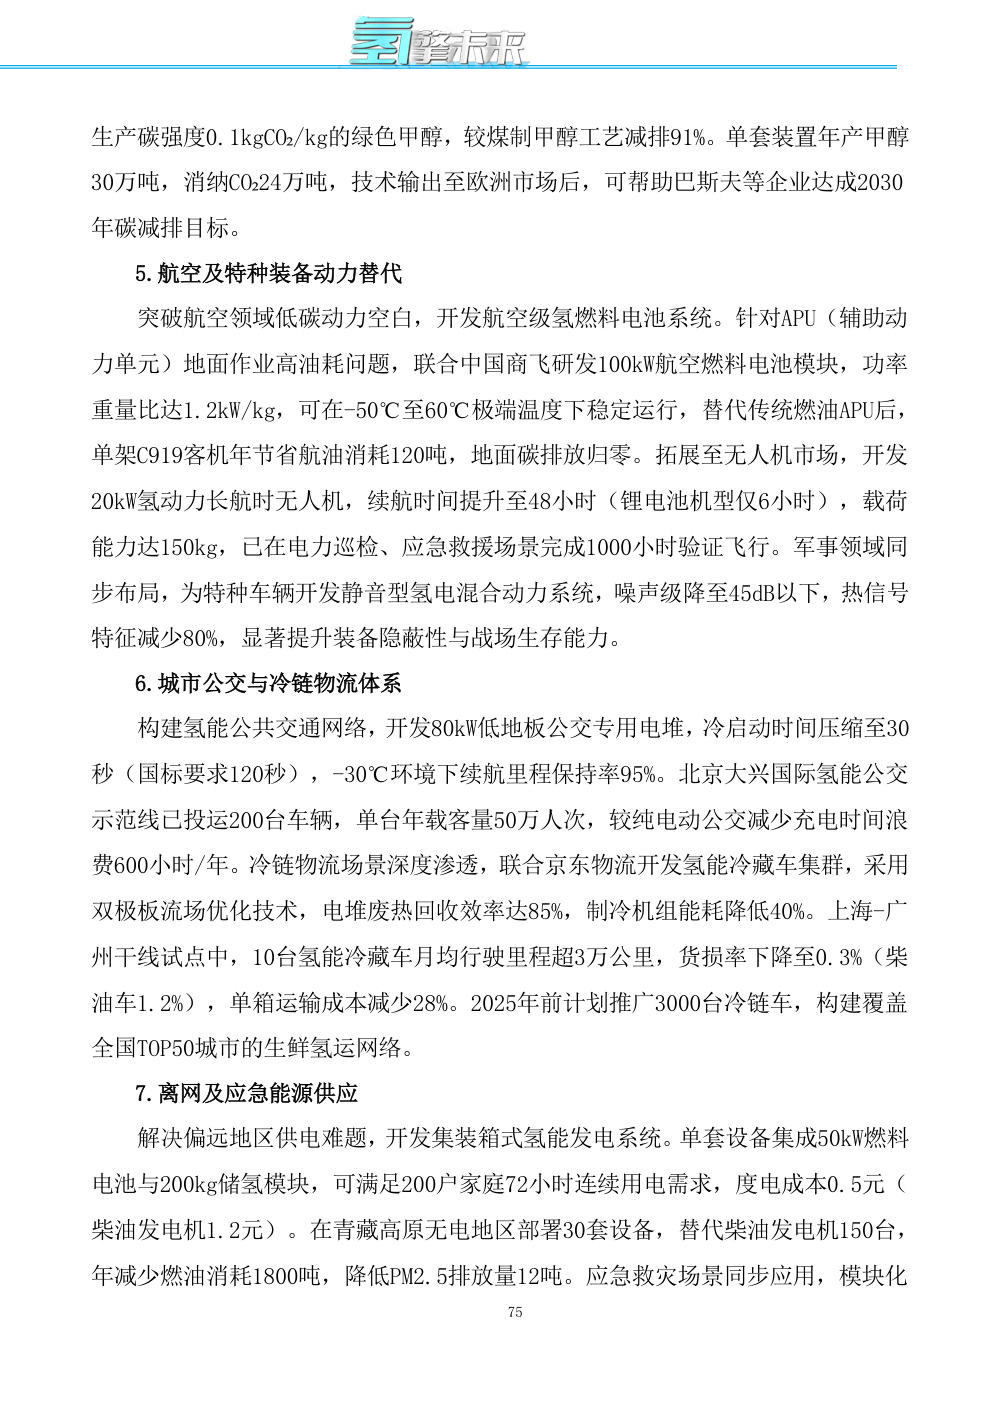 氢擎未来
生产碳强度0.1kgCO₂/kg的绿色甲醇，较煤制甲醇工艺减排91%。单套装置年产甲醇
30万吨，消纳CO₂24万吨，技术输出至欧洲市场后，可帮助巴斯夫等企业达成2030
年碳减排目标。
5.航空及特种装备动力替代
突破航空领域低碳动力空白，开发航空级氢燃料电池系统。针对APU（辅助动
力单元）地面作业高油耗问题，联合中国商飞研发100kW航空燃料电池模块，功率
重量比达1.2kW/kg，可在-50℃至60℃极端温度下稳定运行，替代传统燃油APU后，
单架C919客机年节省航油消耗120吨，地面碳排放归零。拓展至无人机市场，开发
20kW氢动力长航时无人机，续航时间提升至48小时（锂电池机型仅6小时），载荷
能力达150kg，已在电力巡检、应急救援场景完成1000小时验证飞行。军事领域同
步布局，为特种车辆开发静音型氢电混合动力系统，噪声级降至45dB以下，热信号
特征减少80%，显著提升装备隐蔽性与战场生存能力。
6.城市公交与冷链物流体系
构建氢能公共交通网络，开发80kW低地板公交专用电堆，冷启动时间压缩至30
秒（国标要求120秒），-30℃环境下续航里程保持率95%。北京大兴国际氢能公交
示范线已投运200台车辆，单台年载客量50万人次，较纯电动公交减少充电时间浪
费600小时/年。冷链物流场景深度渗透，联合京东物流开发氢能冷藏车集群，采用
双极板流场优化技术，电堆废热回收效率达85%，制冷机组能耗降低40%。上海-广
州干线试点中，10台氢能冷藏车月均行驶里程超3万公里，货损率下降至0.3%（柴
油车1.2%），单箱运输成本减少28%。2025年前计划推广3000台冷链车，构建覆盖
全国TOP50城市的生鲜氢运网络。
7.离网及应急能源供应
解决偏远地区供电难题，开发集装箱式氢能发电系统。单套设备集成50kW燃料
电池与200kg储氢模块，可满足200户家庭72小时连续用电需求，度电成本0.5元（
柴油发电机1.2元）。在青藏高原无电地区部署30套设备，替代柴油发电机150台，
年减少燃油消耗1800吨，降低PM2.5排放量12吨。应急救灾场景同步应用，模块化
75